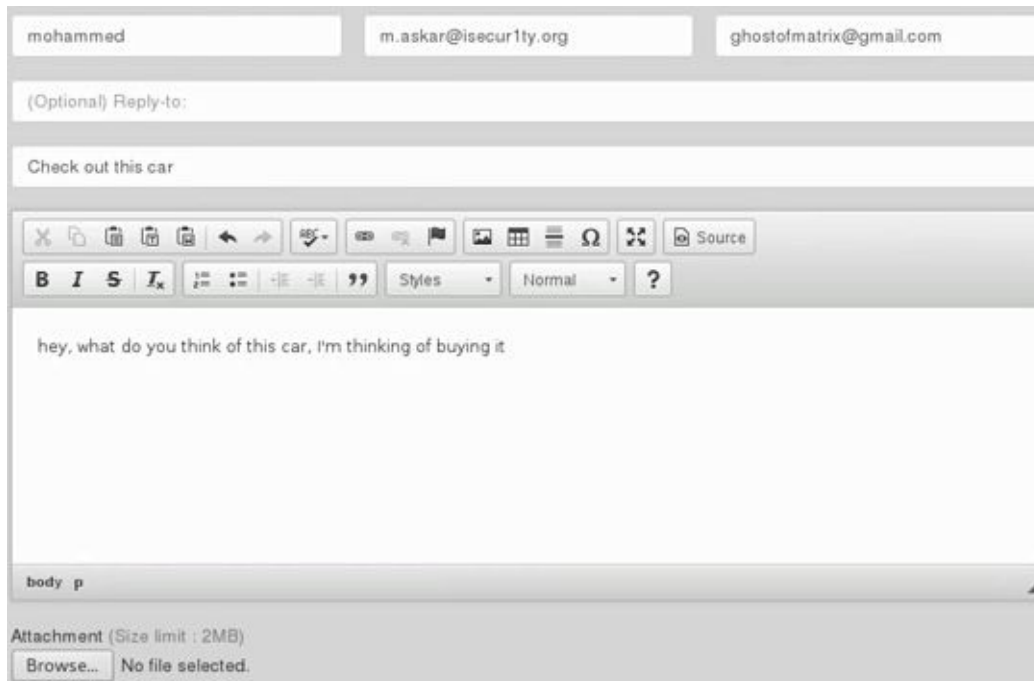 mohammed m.askar@isecur1ty.org ghostofmatrix@gmail.com
(Optional) Reply-to:
Check out this car
ABC Ω Source
B I S Ix Styles Normal ?
hey, what do you think of this car, I'm thinking of buying it
body p
Attachment (Size limit : 2MB)
Browse... No file selected.